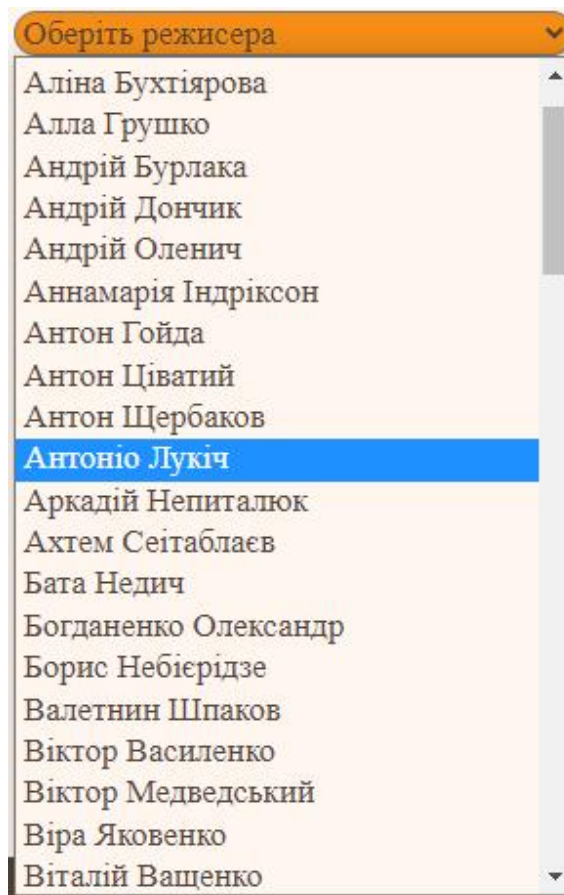 Оберіть режисера
Аліна Бухтіярова
Алла Грушко
Андрій Бурлака
Андрій Дончик
Андрій Оленич
Аннамарія Індріксон
Антон Гойда
Антон Ціватий
Антон Щербаков
Антоніо Лукіч
Аркадій Непиталюк
Ахтем Сеітаблаєв
Бата Недич
Богданенко Олександр
Борис Небієрідзе
Валетнин Шпаков
Віктор Василенко
Віктор Медведський
Віра Яковенко
Віталій Ващенко